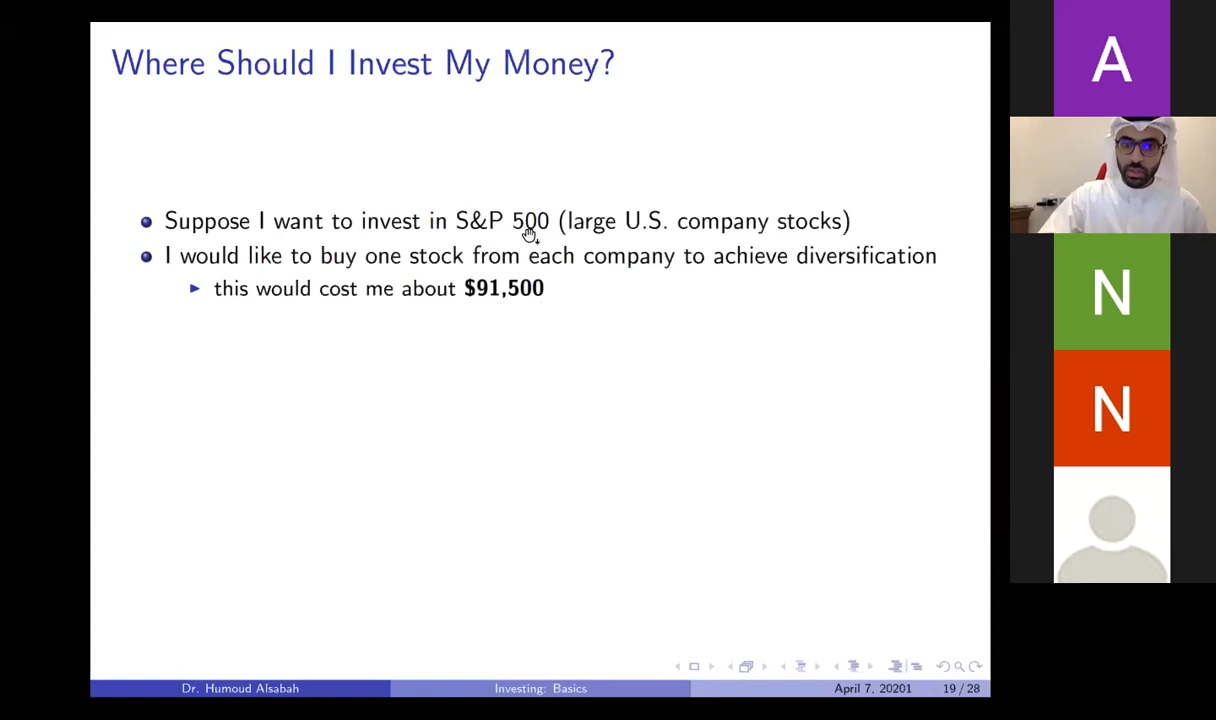 Where Should I Invest My Money?
Suppose I want to invest in S&P 500 (large U.S. company stocks)
I would like to buy one stock from each company to achieve diversification
this would cost me about $91,500
Dr. Humoud Alsabah Investing: Basics April 7, 20201 19 / 28
A
N
N